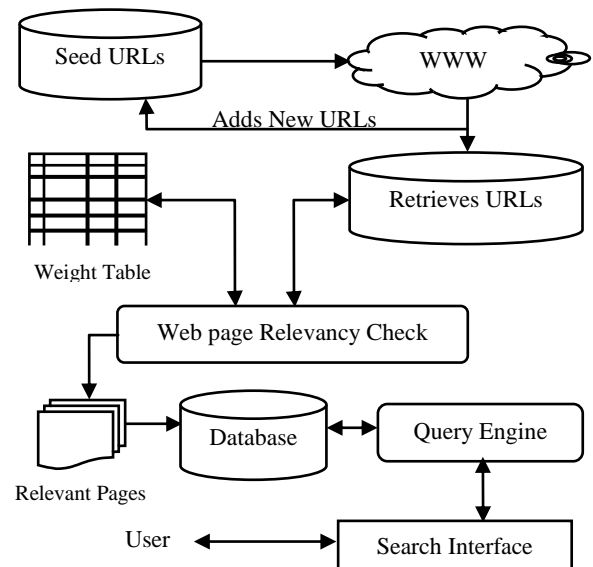 Seed URLs
WWW
Adds New URLs
Retrieves URLs
Weight Table
Web page Relevancy Check
Database
Query Engine
Relevant Pages
User
Search Interface